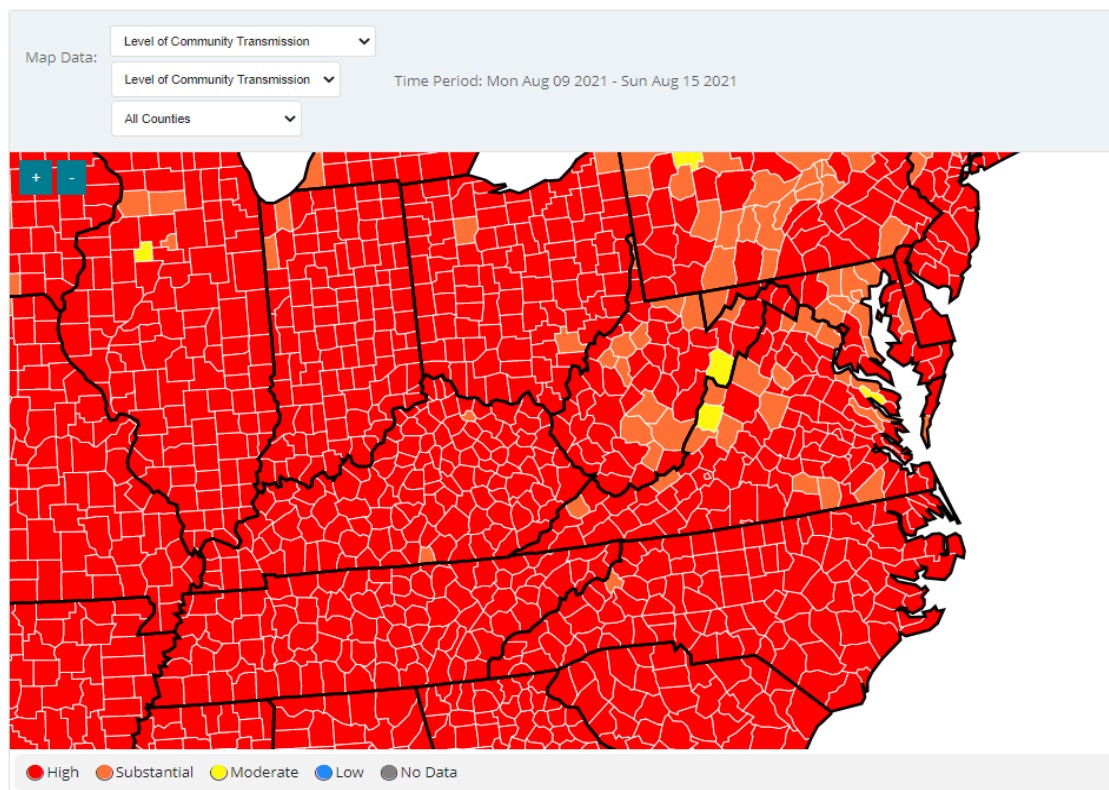 Map Data:
Level of Community Transmission
Level of Community Transmission
Time Period: Mon Aug 09 2021 - Sun Aug 15 2021
All Counties
+ -
High Substantial Moderate Low No Data